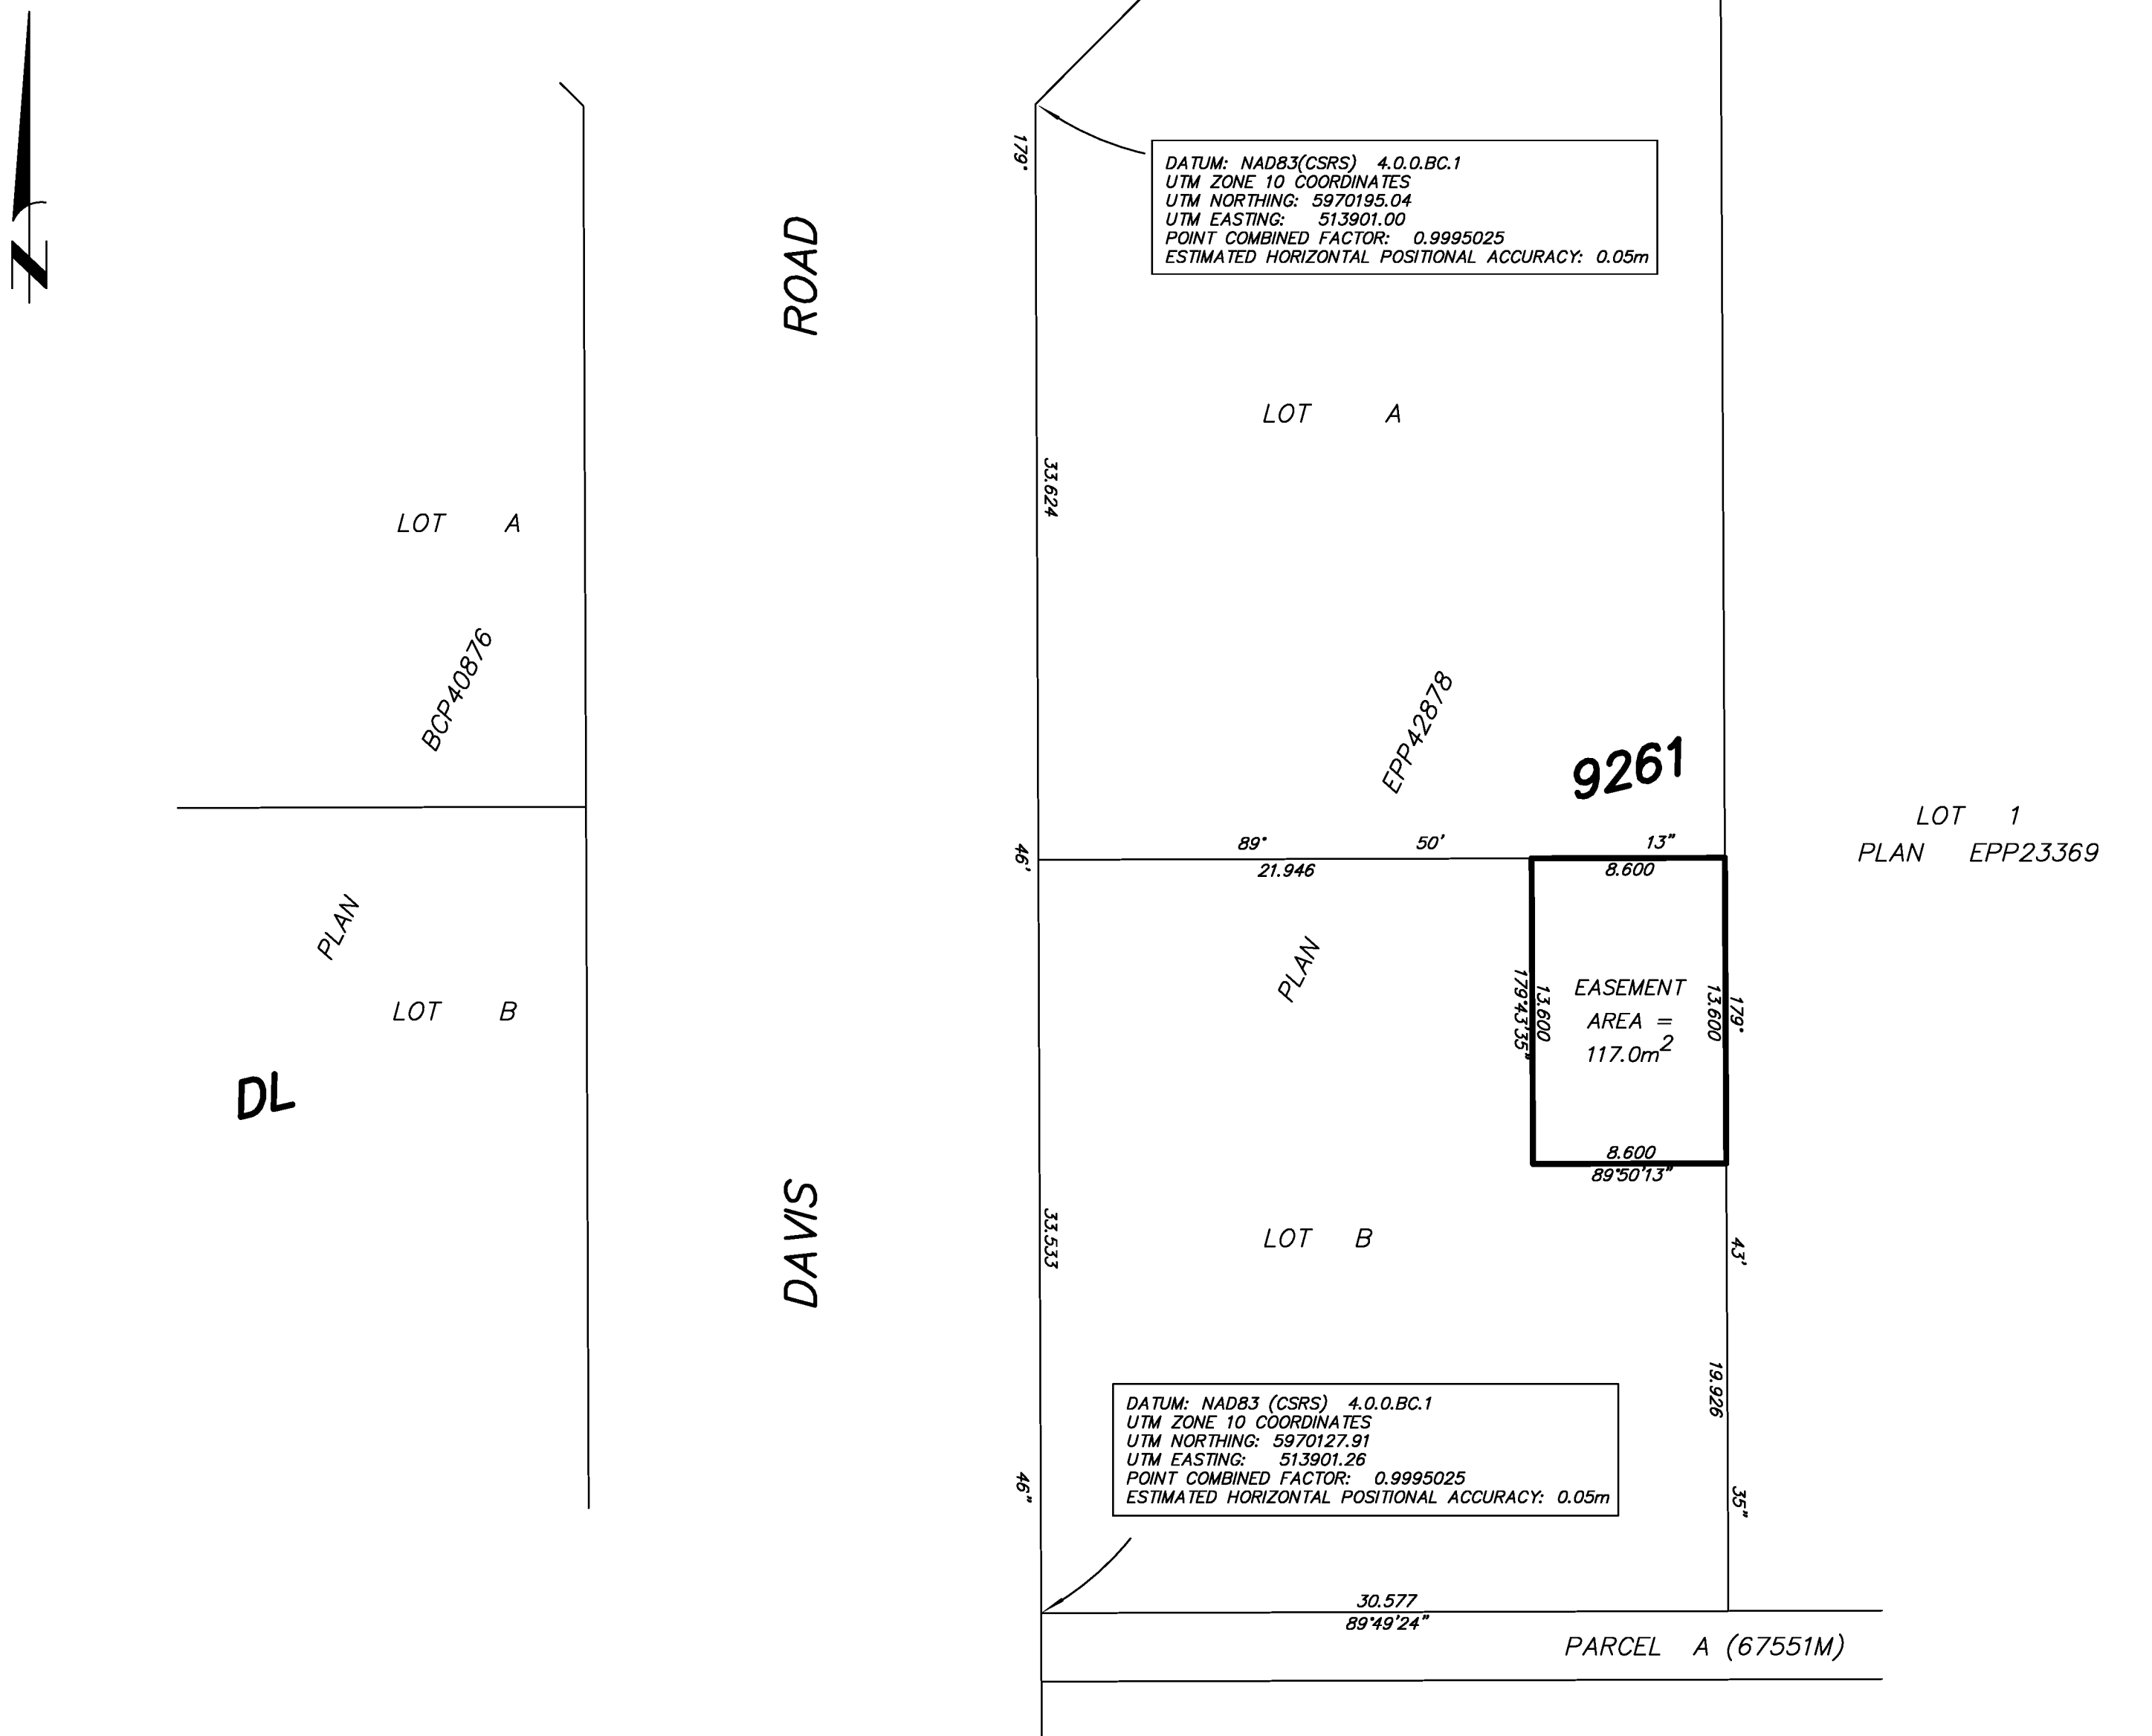 N
179°
DATUM: NAD83(CSRS) 4.0.0.BC.1
UTM ZONE 10 COORDINATES
UTM NORTHING: 5970195.04
UTM EASTING: 513901.00
POINT COMBINED FACTOR: 0.9995025
ESTIMATED HORIZONTAL POSITIONAL ACCURACY: 0.05m
ROAD
LOT A
33.624
LOT A
BCP40876
EPP42878
9261
LOT 1
PLAN EPP23369
46'
89° 50' 13"
21.946
8.600
PLAN
PLAN
LOT B
179°43'35"
13.600
EASEMENT
AREA =
117.0m²
13.600
179°
DL
8.600
89°50'13"
DAVIS
33.533
LOT B
43'
19.926
DATUM: NAD83 (CSRS) 4.0.0.BC.1
UTM ZONE 10 COORDINATES
UTM NORTHING: 5970127.91
UTM EASTING: 513901.26
POINT COMBINED FACTOR: 0.9995025
ESTIMATED HORIZONTAL POSITIONAL ACCURACY: 0.05m
46"
35"
30.577
89°49'24"
PARCEL A (67551M)